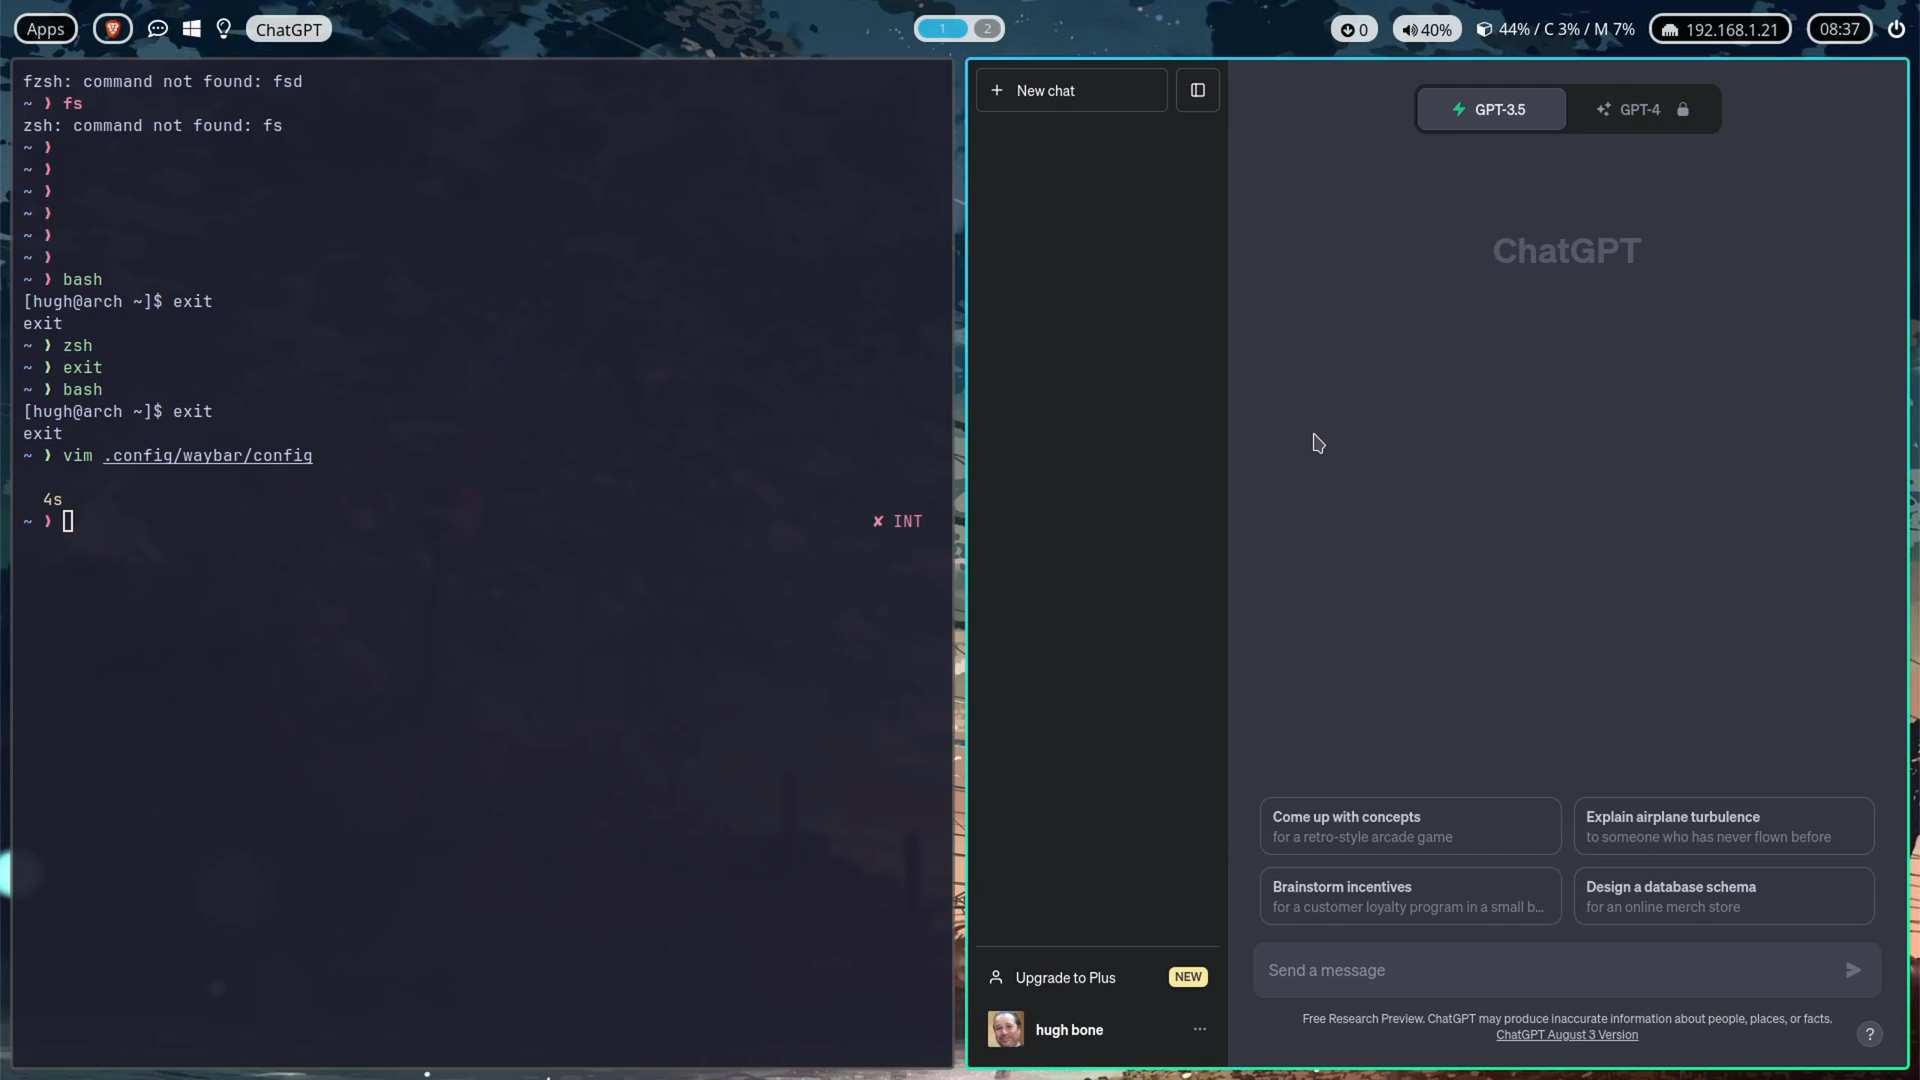 Apps
ChatGPT
1 2
0
40%
44% / C 3% / M 7%
192.168.1.21
08:37
fzsh: command not found: fsd
~ ❯ fs
zsh: command not found: fs
~ ❯
~ ❯
~ ❯
~ ❯
~ ❯
~ ❯
~ ❯ bash
[hugh@arch ~]$ exit
exit
~ ❯ zsh
~ ❯ exit
~ ❯ bash
[hugh@arch ~]$ exit
exit
~ ❯ vim .config/waybar/config
4s
~ ❯
✘ INT
+ New chat
GPT-3.5
GPT-4
ChatGPT
Come up with concepts
for a retro-style arcade game
Explain airplane turbulence
to someone who has never flown before
Brainstorm incentives
for a customer loyalty program in a small b...
Design a database schema
for an online merch store
Upgrade to Plus
NEW
hugh bone
...
Send a message
Free Research Preview. ChatGPT may produce inaccurate information about people, places, or facts.
ChatGPT August 3 Version
?